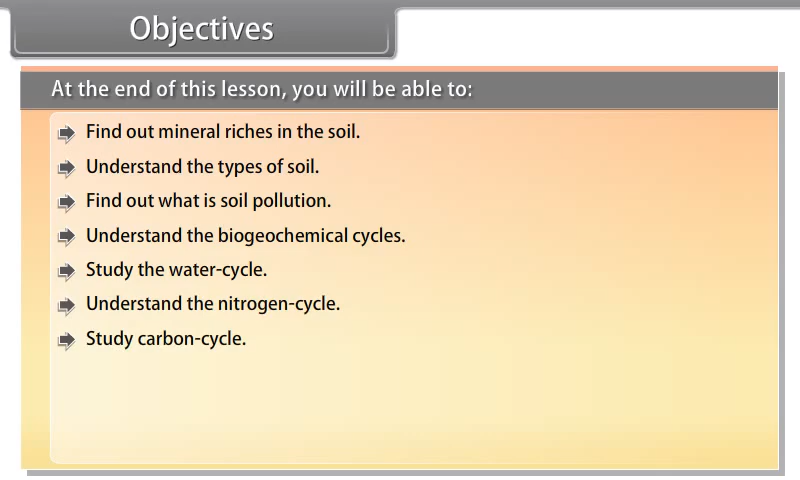 Objectives
At the end of this lesson, you will be able to:
Find out mineral riches in the soil.
Understand the types of soil.
Find out what is soil pollution.
Understand the biogeochemical cycles.
Study the water-cycle.
Understand the nitrogen-cycle.
Study carbon-cycle.